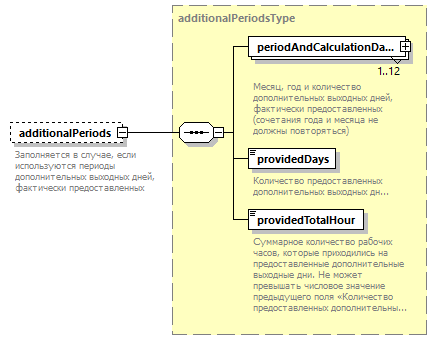 additionalPeriodsType
periodAndCalculationDa...
1..12
Месяц, год и количество
дополнительных выходных дней,
фактически предоставленных
(сочетания года и месяца не
должны повторяться)
additionalPeriods
Заполняется в случае, если
используются периоды
дополнительных выходных дней,
фактически предоставленных
providedDays
Количество предоставленных
дополнительных выходных дн...
providedTotalHour
Суммарное количество рабочих
часов, которые приходились на
предоставленные дополнительные
выходные дни. Не может
превышать числовое значение
предыдущего поля «Количество
предоставленных дополнительны...